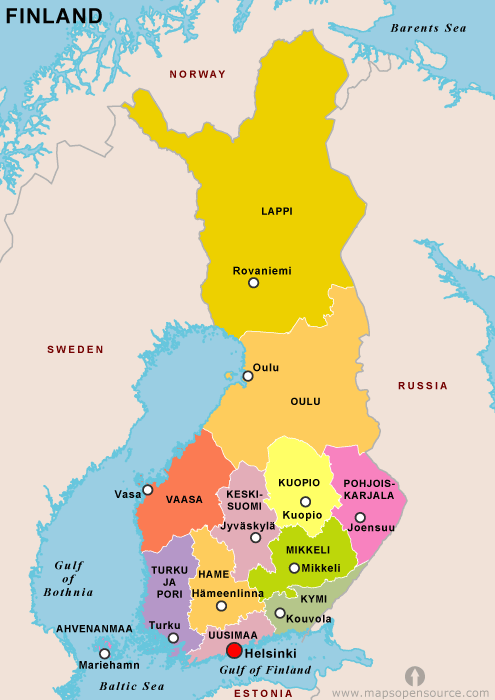 FINLAND
Barents Sea
NORWAY
LAPPI
Rovaniemi
SWEDEN
Oulu
RUSSIA
OULU
KUOPIO
POHJOIS-
KARJALA
Vasa
VAASA
KESKI-
SUOMI
Kuopio
Jyväskylä
Joensuu
MIKKELI
Mikkeli
Gulf
of
Bothnia
TURKU
JA
PORI
HAME
Hämeenlinna
KYMI
Kouvola
AHVENANMAA
Turku
UUSIMAA
Mariehamn
Helsinki
Gulf of Finland
Baltic Sea
ESTONIA
© www.mapsopensource.com